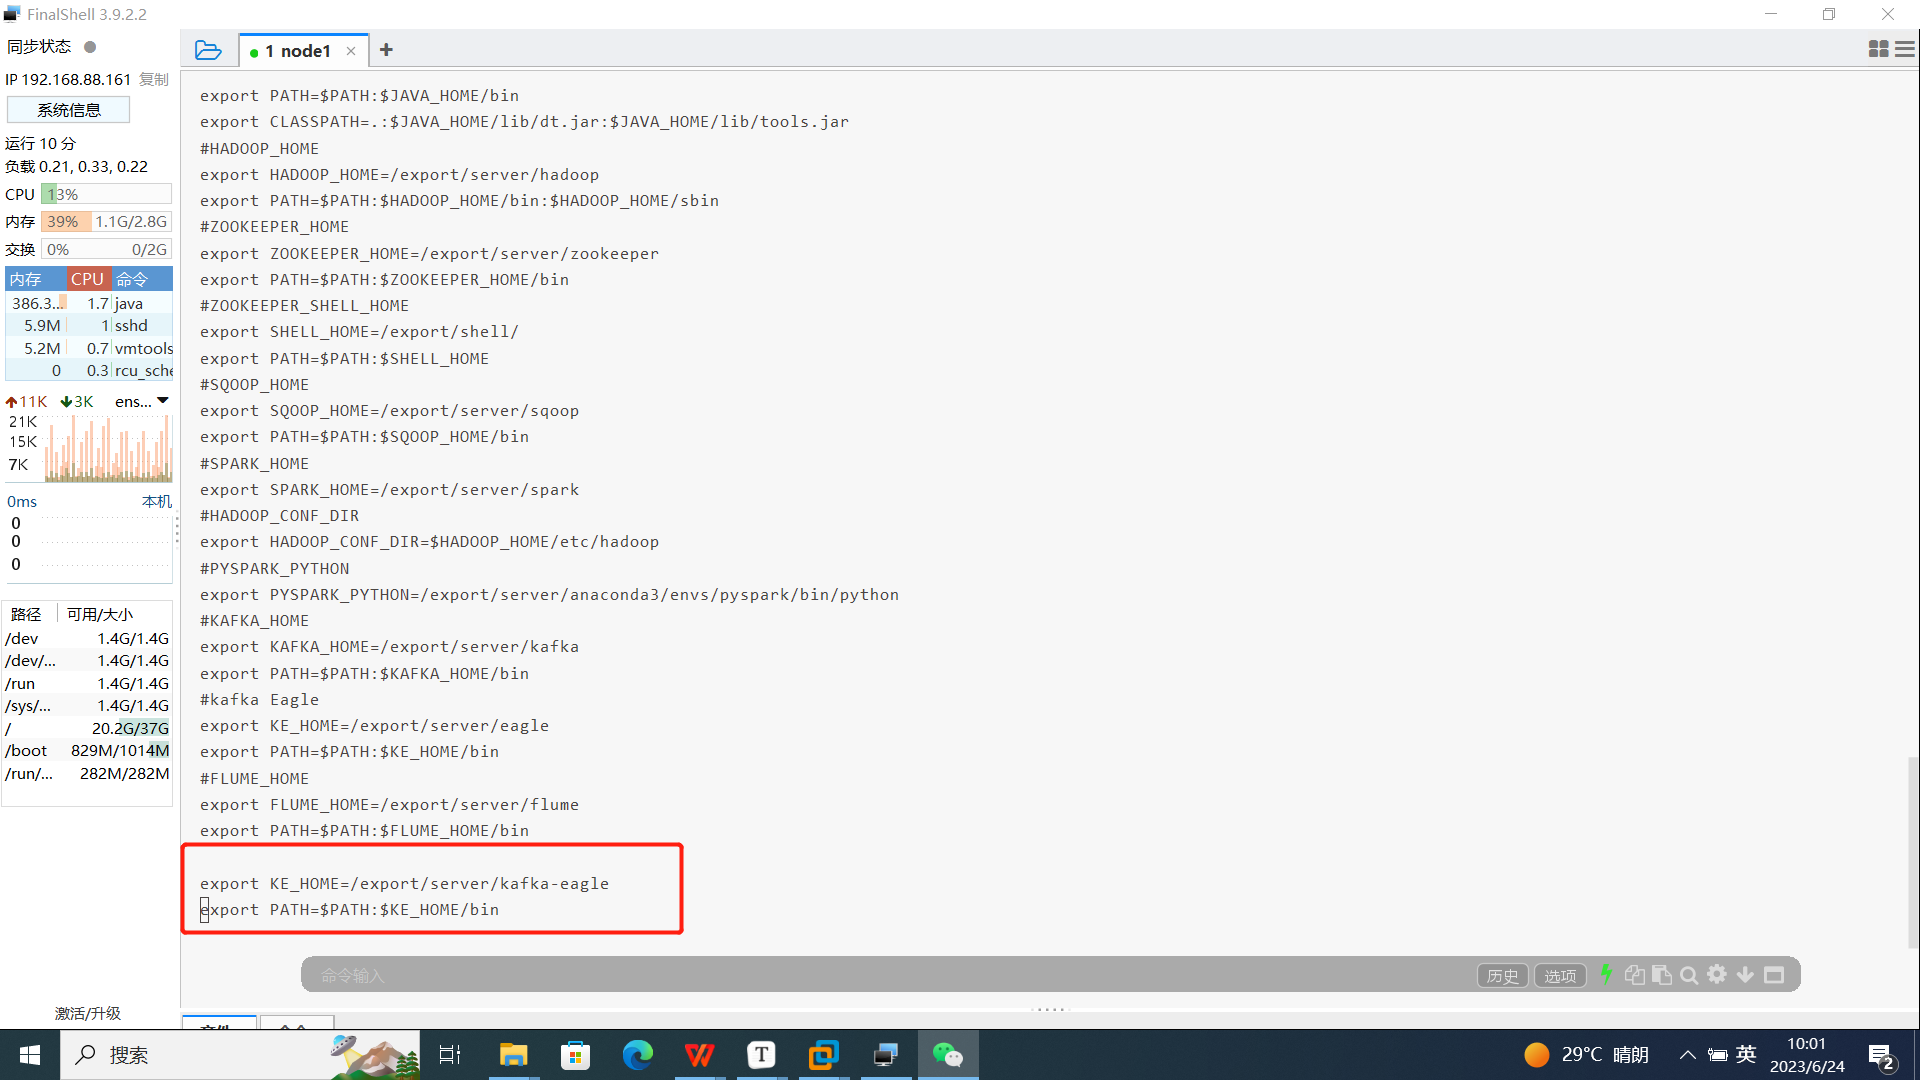 FinalShell 3.9.2.2
同步状态
1 node1
IP 192.168.88.161 复制
系统信息
运行 10 分
负载 0.21, 0.33, 0.22
CPU 13%
内存 39% 1.1G/2.8G
交换 0% 0/2G
内存 CPU 命令
386.3... 1.7 java
5.9M 1 sshd
5.2M 0.7 vmtools
0 0.3 rcu_sche
11K 3K ens...
21K
15K
7K
0ms 本机
0
0
0
路径 可用/大小
/dev 1.4G/1.4G
/dev/... 1.4G/1.4G
/run 1.4G/1.4G
/sys/... 1.4G/1.4G
/ 20.2G/37G
/boot 829M/1014M
/run/... 282M/282M
激活/升级
export PATH=$PATH:$JAVA_HOME/bin
export CLASSPATH=.:$JAVA_HOME/lib/dt.jar:$JAVA_HOME/lib/tools.jar
#HADOOP_HOME
export HADOOP_HOME=/export/server/hadoop
export PATH=$PATH:$HADOOP_HOME/bin:$HADOOP_HOME/sbin
#ZOOKEEPER_HOME
export ZOOKEEPER_HOME=/export/server/zookeeper
export PATH=$PATH:$ZOOKEEPER_HOME/bin
#ZOOKEEPER_SHELL_HOME
export SHELL_HOME=/export/shell/
export PATH=$PATH:$SHELL_HOME
#SQOOP_HOME
export SQOOP_HOME=/export/server/sqoop
export PATH=$PATH:$SQOOP_HOME/bin
#SPARK_HOME
export SPARK_HOME=/export/server/spark
#HADOOP_CONF_DIR
export HADOOP_CONF_DIR=$HADOOP_HOME/etc/hadoop
#PYSPARK_PYTHON
export PYSPARK_PYTHON=/export/server/anaconda3/envs/pyspark/bin/python
#KAFKA_HOME
export KAFKA_HOME=/export/server/kafka
export PATH=$PATH:$KAFKA_HOME/bin
#kafka Eagle
export KE_HOME=/export/server/eagle
export PATH=$PATH:$KE_HOME/bin
#FLUME_HOME
export FLUME_HOME=/export/server/flume
export PATH=$PATH:$FLUME_HOME/bin
export KE_HOME=/export/server/kafka-eagle
export PATH=$PATH:$KE_HOME/bin
命令输入 历史 选项
搜索
29°C 晴朗
英
10:01
2023/6/24
2